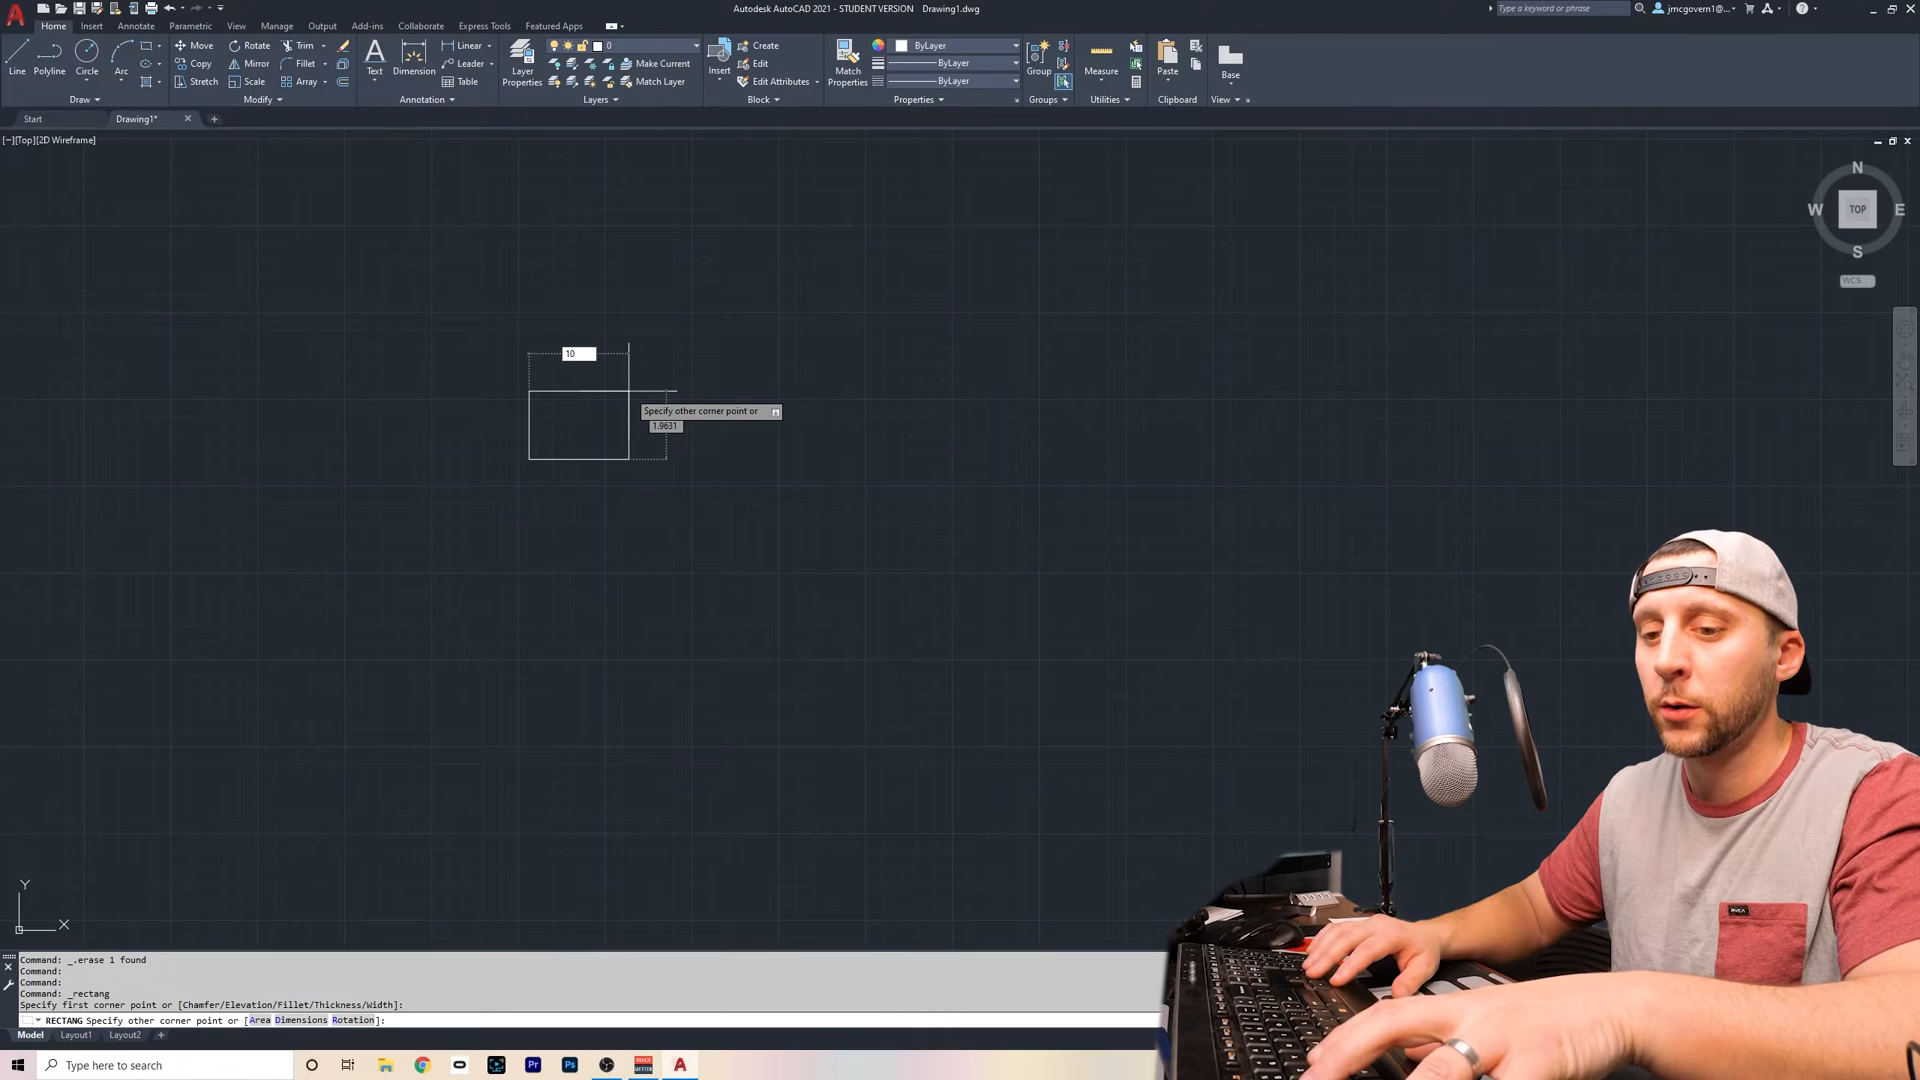 Autodesk AutoCAD 2021 - STUDENT VERSION Drawing1.dwg
Type a keyword or phrase
jmcgovern1@...
Home Insert Annotate Parametric View Manage Output Add-ins Collaborate Express Tools Featured Apps
Line
Polyline
Circle
Arc
Draw
Move
Rotate
Trim
Copy
Mirror
Fillet
Stretch
Scale
Array
Modify
Text
Dimension
Linear
Leader
Table
Annotation
Layer
Properties
0
Make Current
Match Layer
Layers
Insert
Create
Edit
Edit Attributes
Block
Match
Properties
ByLayer
ByLayer
ByLayer
Properties
Group
Groups
Measure
Utilities
Paste
Clipboard
Base
View
Start
Drawing1*
[−][Top][2D Wireframe]
N
W
TOP
E
S
WCS
10
Specify other corner point or
1.9631
Y
X
RVCA
Command: _.erase 1 found
Command:
Command:
Command: _rectang
Specify first corner point or [Chamfer/Elevation/Fillet/Thickness/Width]:
RECTANG Specify other corner point or [Area Dimensions Rotation]:
Model Layout1 Layout2
Type here to search
Pr
Ps
A